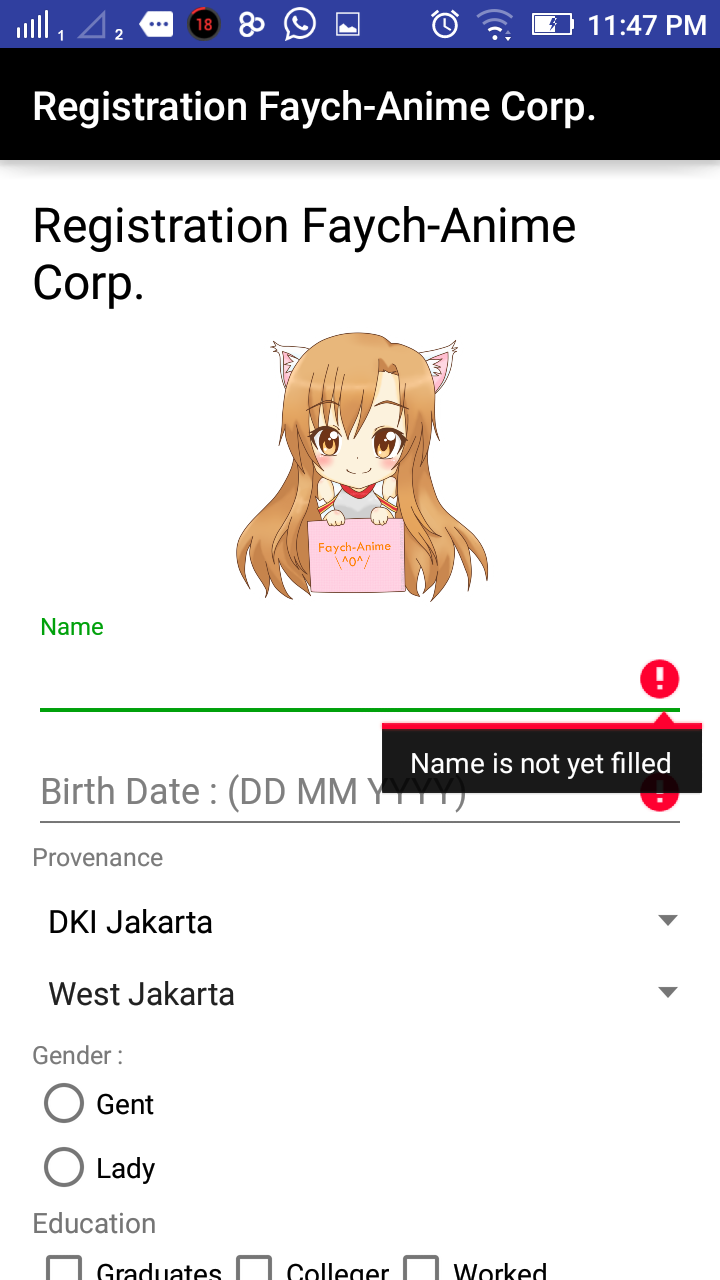 1 2 18 11:47 PM
Registration Faych-Anime Corp.
Registration Faych-Anime
Corp.
Faych-Anime
\^0^/
Name
Name is not yet filled
Birth Date : (DD MM YYYY)
Provenance
DKI Jakarta
West Jakarta
Gender :
Gent
Lady
Education
Graduates Colleger Worked